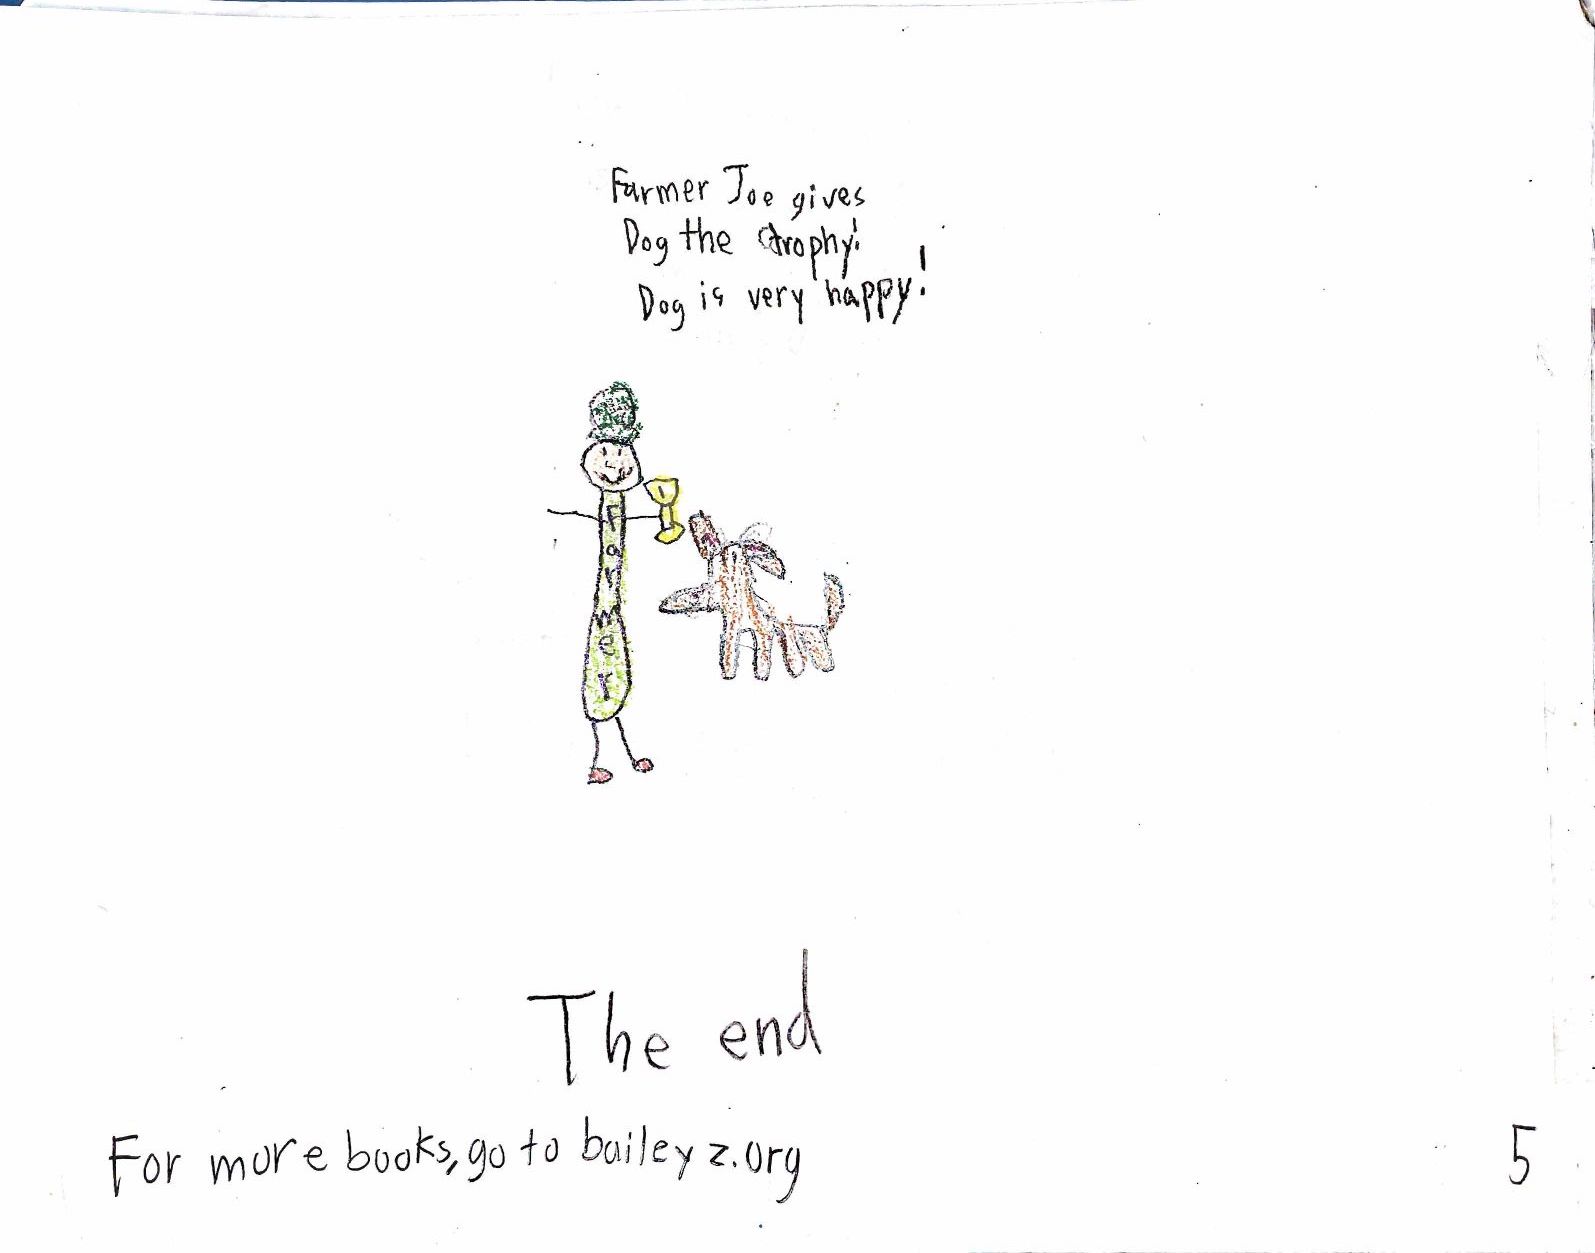 Farmer Joe gives
Dog the trophy!
Dog is very happy!
Farmer
The end
For more books, go to baileyz.org
5